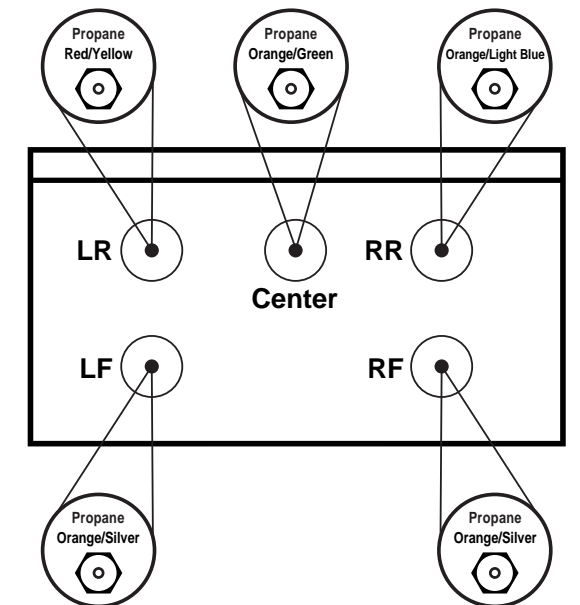 Propane
Red/Yellow
Propane
Orange/Green
Propane
Orange/Light Blue
LR
RR
Center
LF
RF
Propane
Orange/Silver
Propane
Orange/Silver